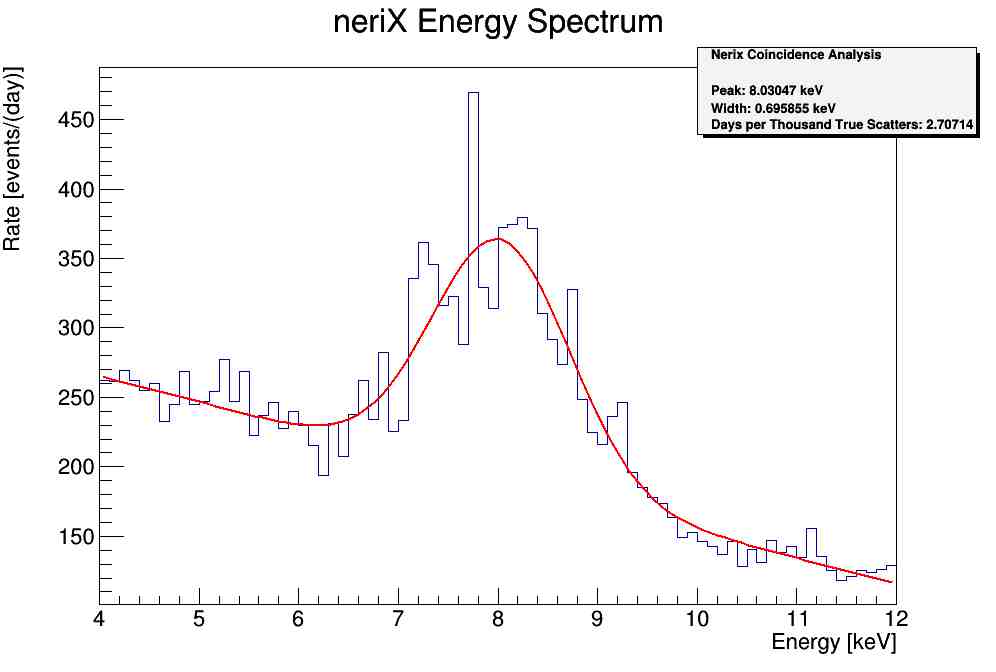 neriX Energy Spectrum
Nerix Coincidence Analysis
Peak: 8.03047 keV
Width: 0.695855 keV
Days per Thousand True Scatters: 2.70714
Rate [events/(day)]
450
400
350
300
250
200
150
4 5 6 7 8 9 10 11 12
Energy [keV]